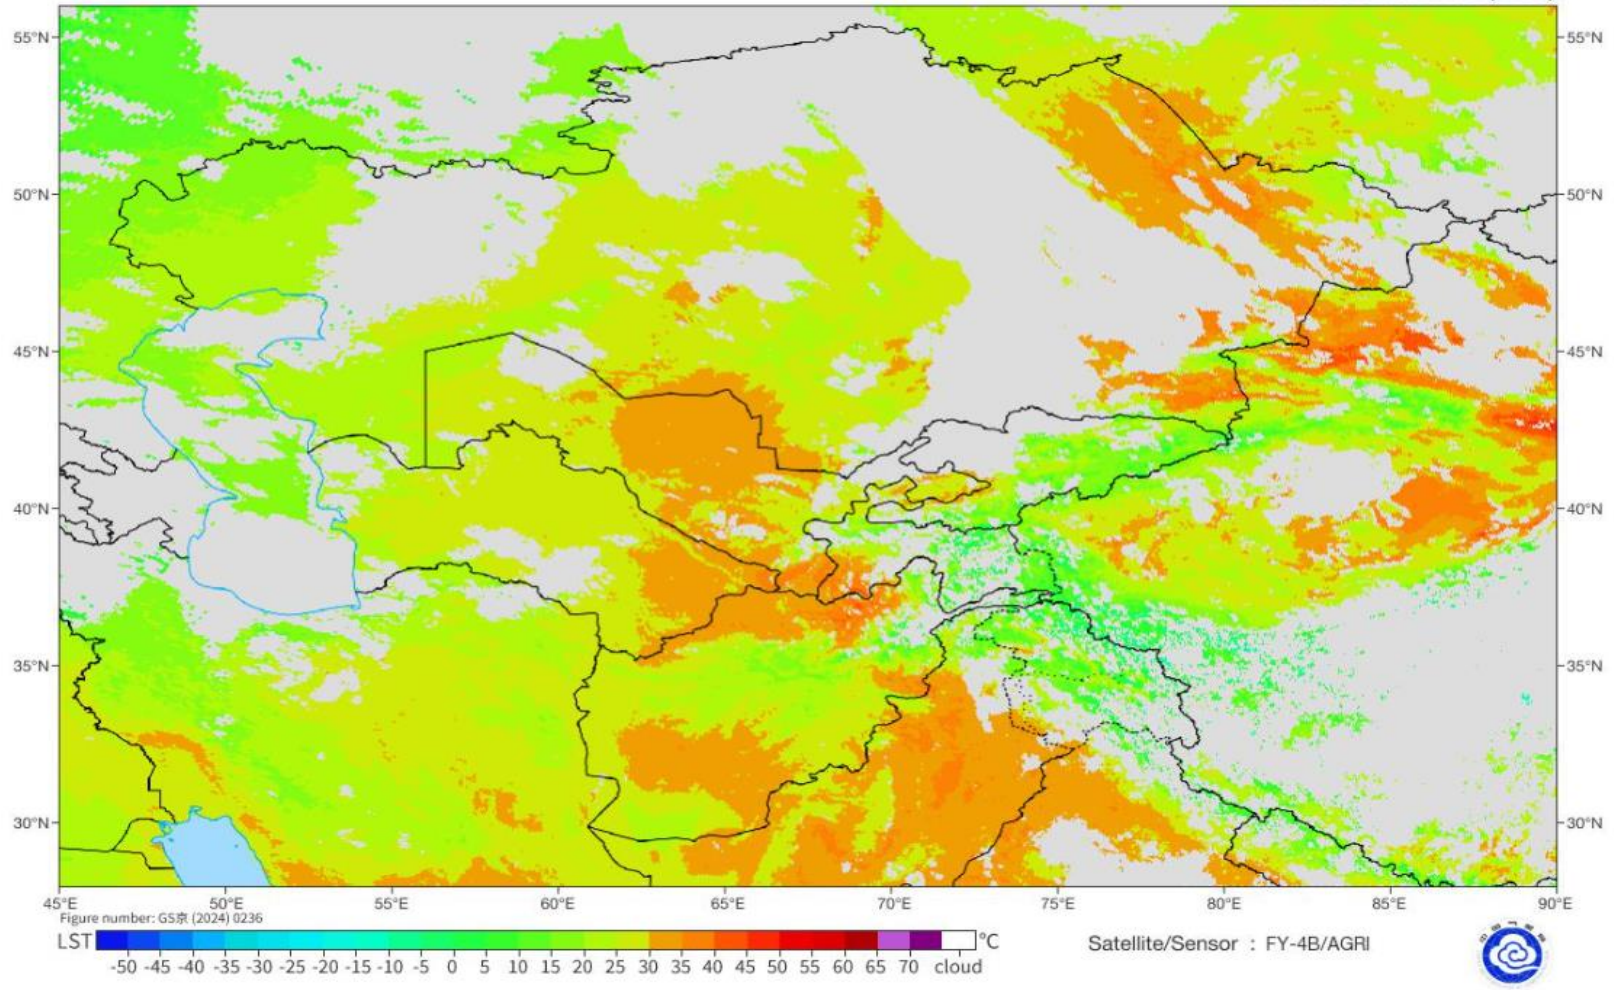 55°N 55°N
50°N 50°N
45°N 45°N
40°N 40°N
35°N 35°N
30°N 30°N
45°E 50°E 55°E 60°E 65°E 70°E 75°E 80°E 85°E 90°E
Figure number: GS京 (2024) 0236
LST °C
-50 -45 -40 -35 -30 -25 -20 -15 -10 -5 0 5 10 15 20 25 30 35 40 45 50 55 60 65 70 cloud
Satellite/Sensor : FY-4B/AGRI